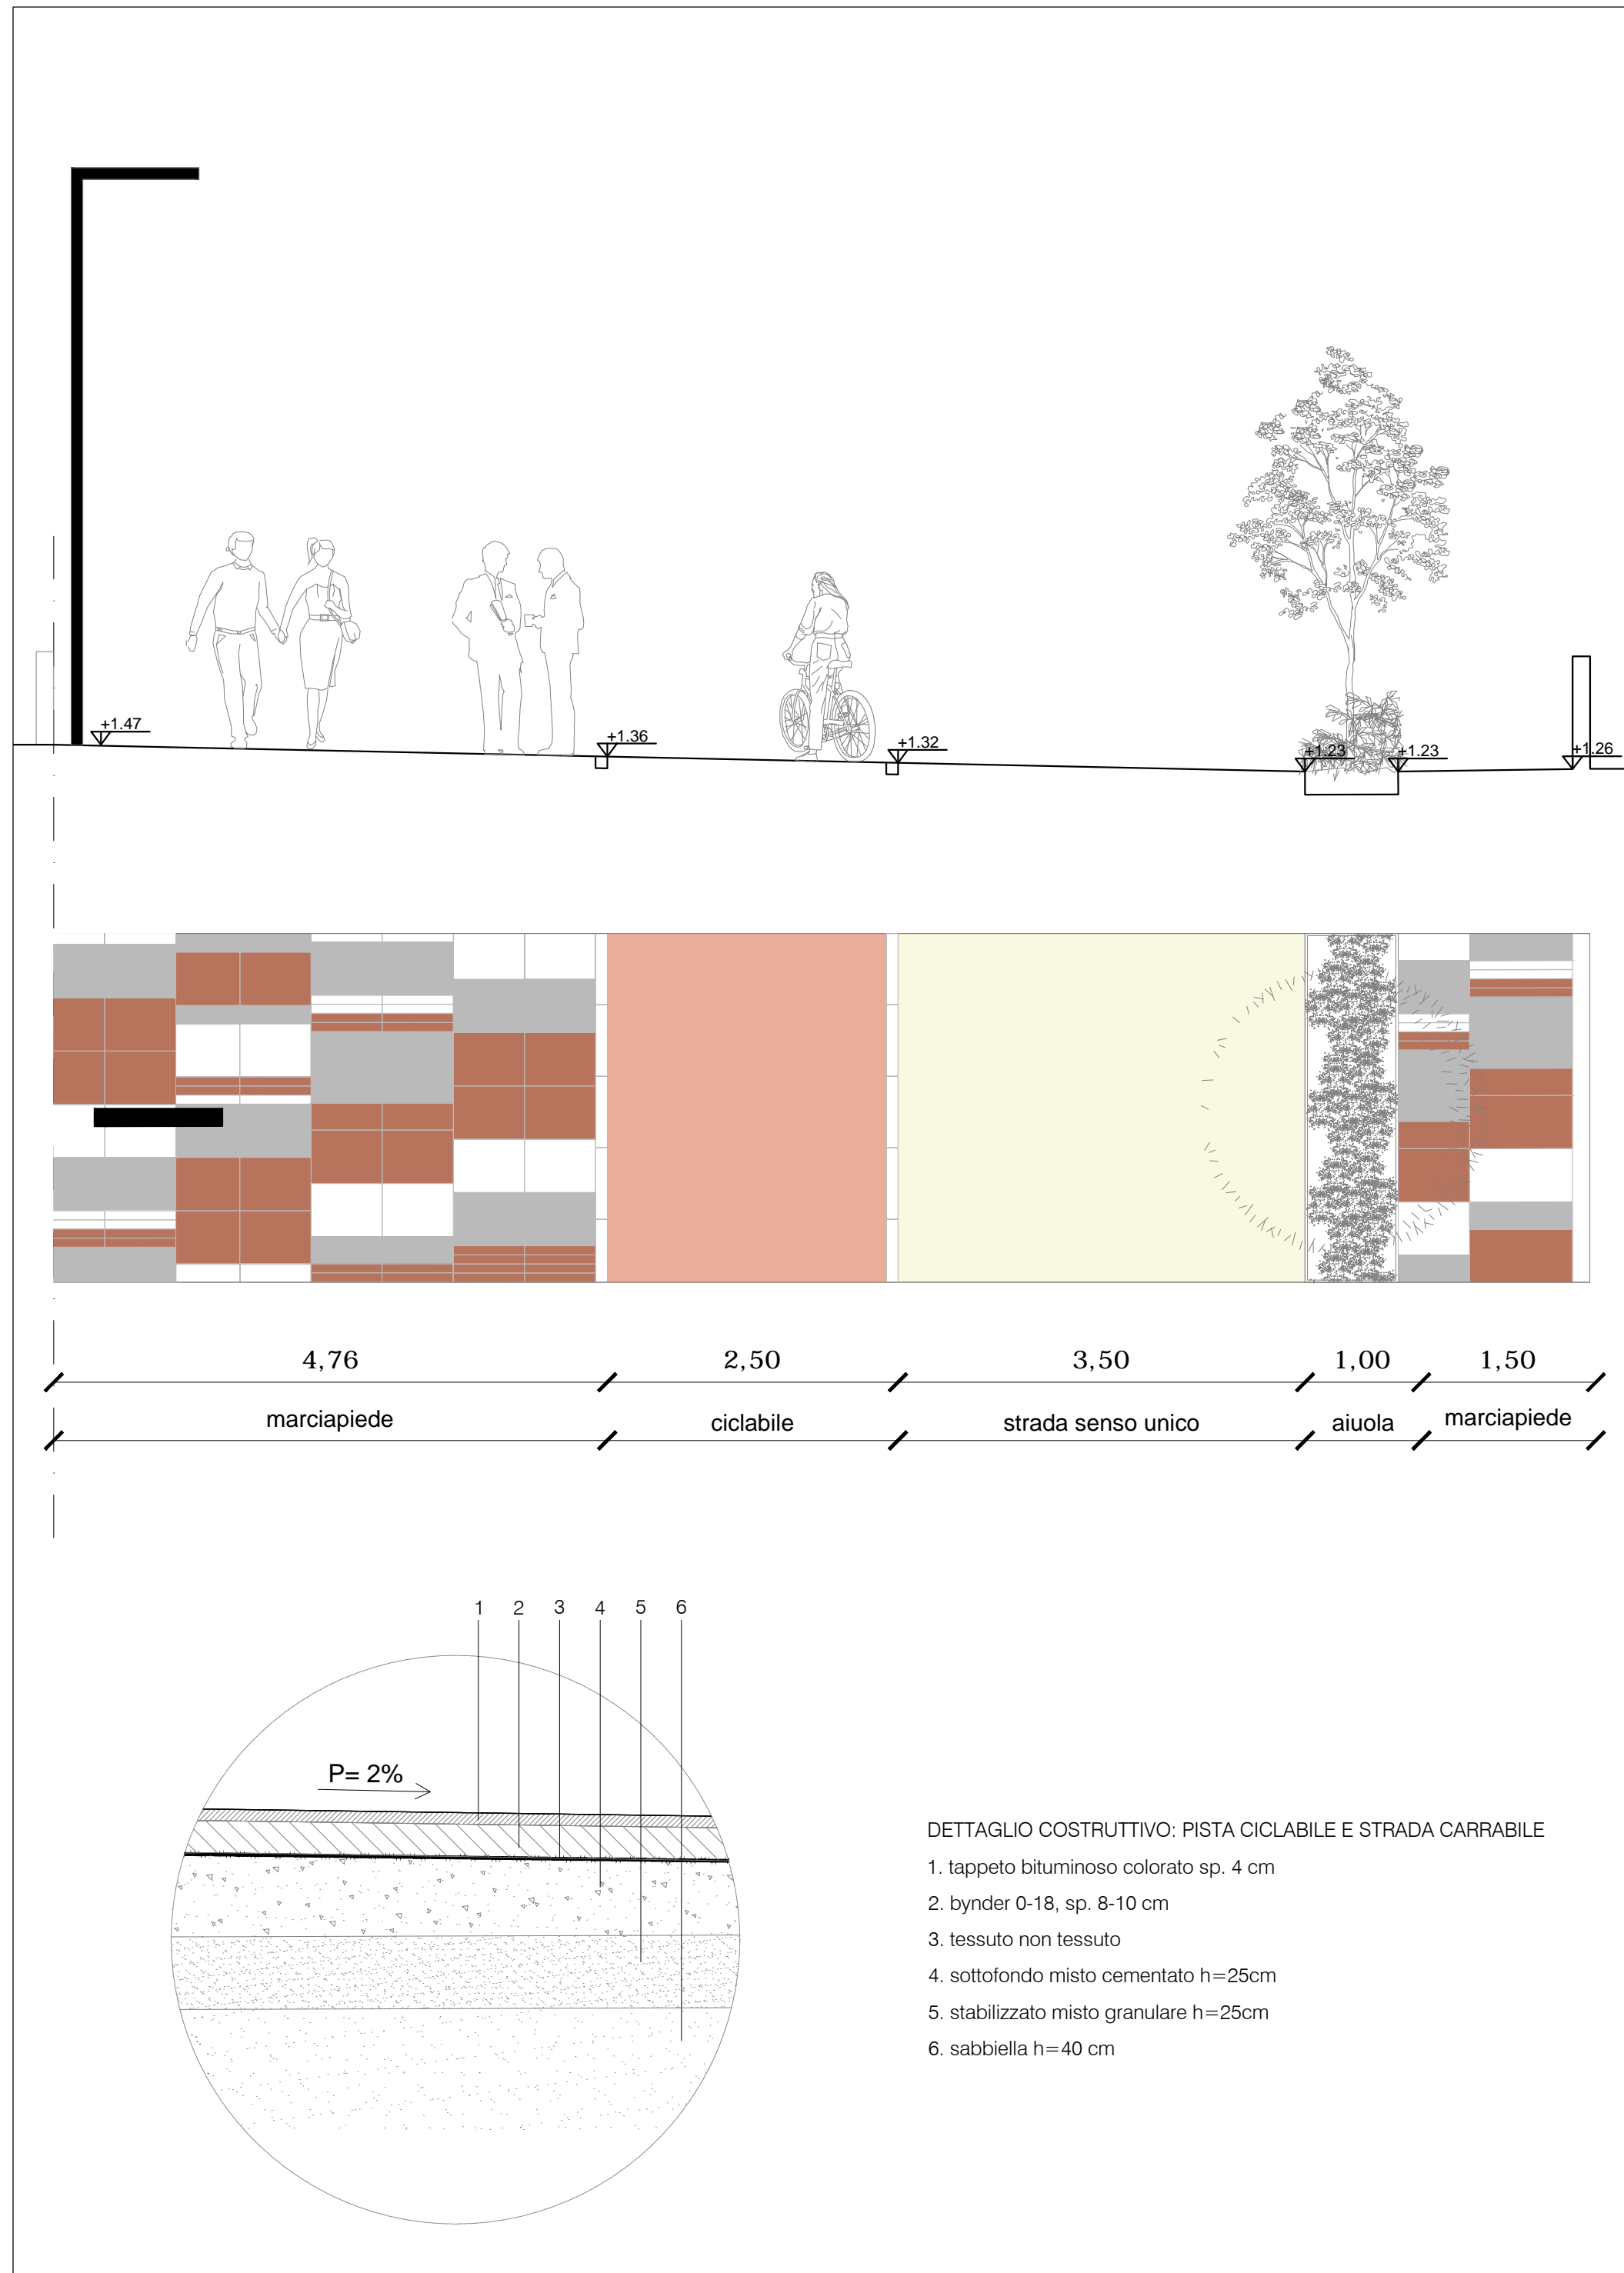 +1.47
+1.36
+1.32
+1.23
+1.23
+1.26
4,76
2,50
3,50
1,00
1,50
marciapiede
ciclabile
strada senso unico
aiuola
marciapiede
1 2 3 4 5 6
P= 2%
DETTAGLIO COSTRUTTIVO: PISTA CICLABILE E STRADA CARRABILE
1. tappeto bituminoso colorato sp. 4 cm
2. bynder 0-18, sp. 8-10 cm
3. tessuto non tessuto
4. sottofondo misto cementato h=25cm
5. stabilizzato misto granulare h=25cm
6. sabbiella h=40 cm